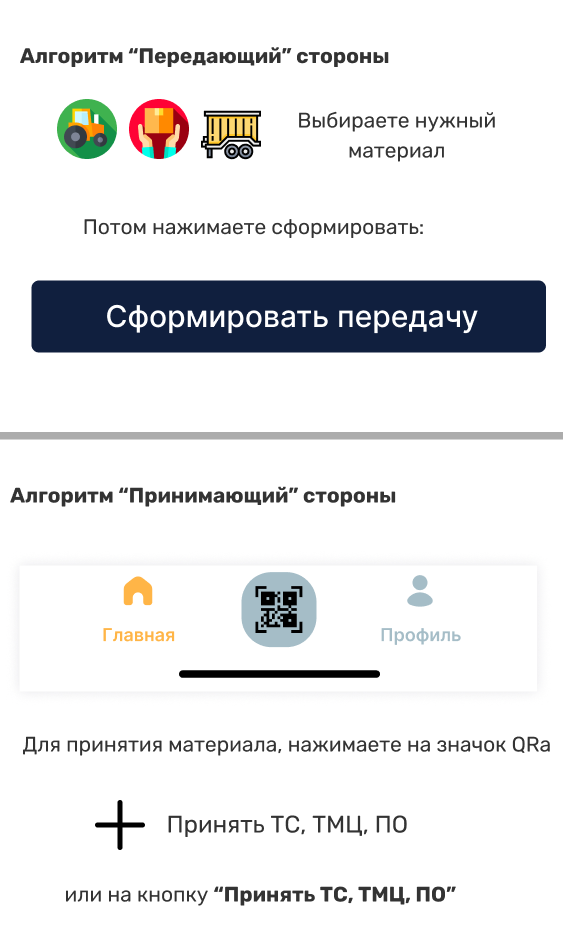 Алгоритм “Передающий” стороны
Выбираете нужный
материал
Потом нажимаете сформировать:
Сформировать передачу
Алгоритм “Принимающий” стороны
Главная
Профиль
Для принятия материала, нажимаете на значок QRа
Принять ТС, ТМЦ, ПО
или на кнопку “Принять ТС, ТМЦ, ПО”